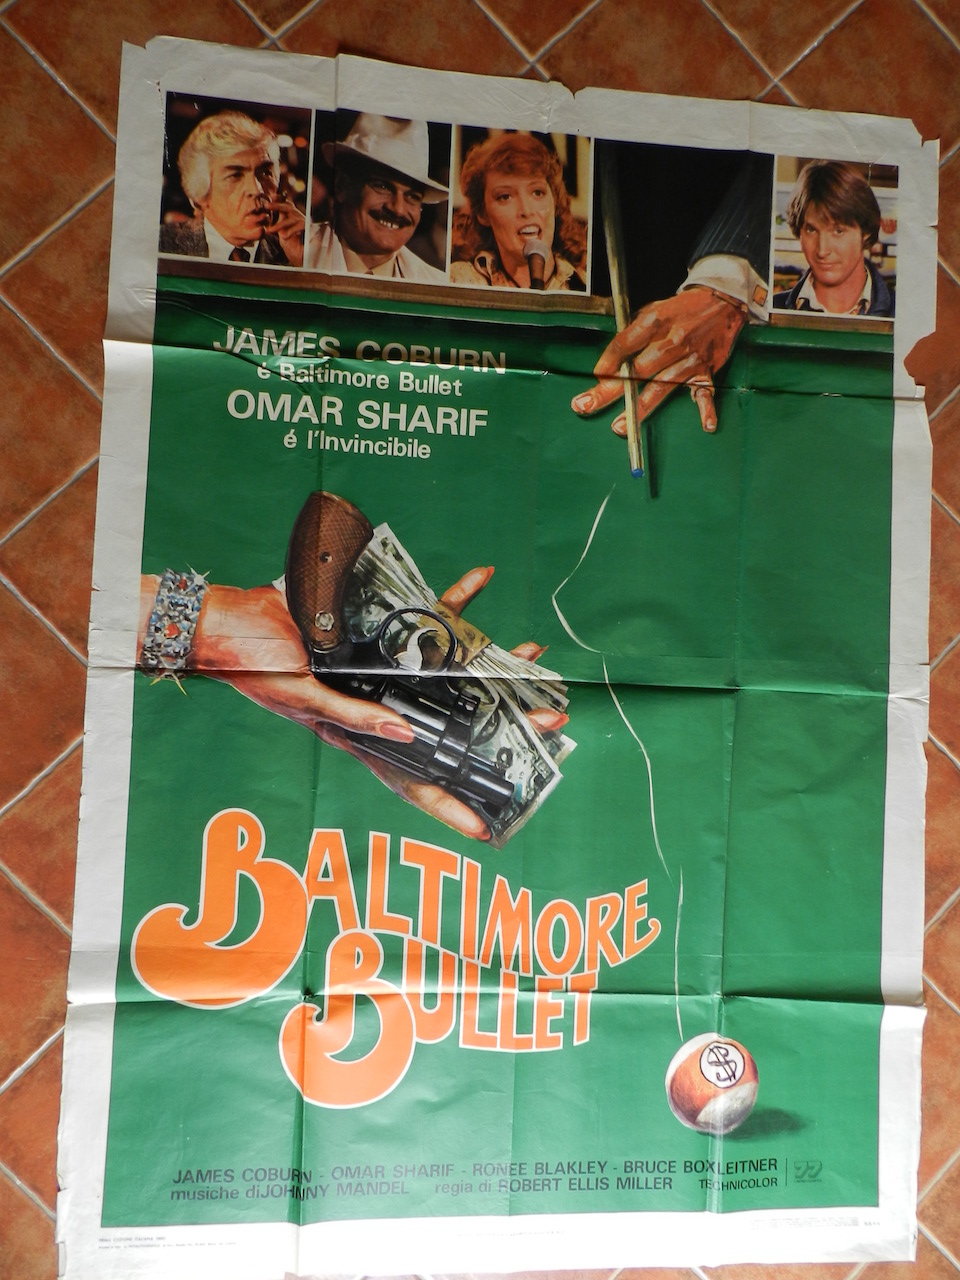 JAMES COBURN
é Baltimore Bullet
OMAR SHARIF
é l'Invincibile
BALTIMORE
BULLET
$
JAMES COBURN - OMAR SHARIF - RONEE BLAKLEY - BRUCE BOXLEITNER
musiche di JOHNNY MANDEL regia di ROBERT ELLIS MILLER TECHNICOLOR